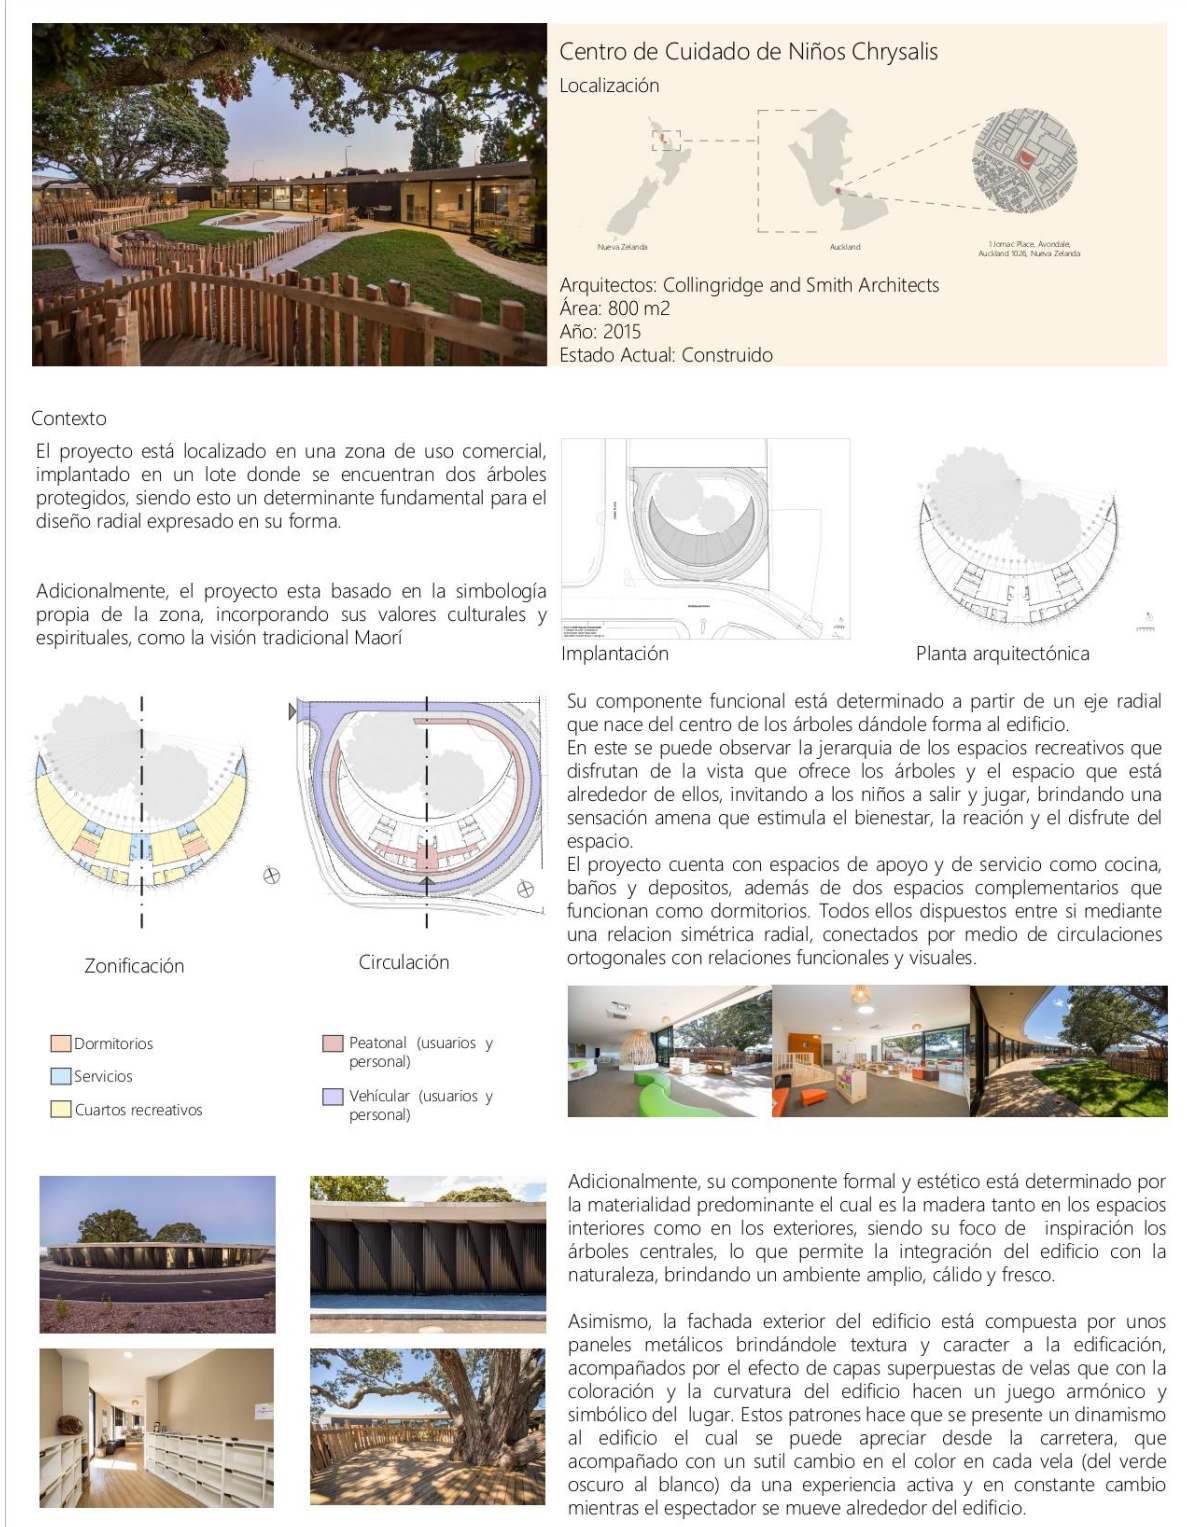 Centro de Cuidado de Niños Chrysalis
Localización
Nueva Zelanda
Auckland
1 Jomac Place, Avondale,
Auckland 1026, Nueva Zelanda
Arquitectos: Collingridge and Smith Architects
Área: 800 m2
Año: 2015
Estado Actual: Construido
Contexto
El proyecto está localizado en una zona de uso comercial,
implantado en un lote donde se encuentran dos árboles
protegidos, siendo esto un determinante fundamental para el
diseño radial expresado en su forma.
Adicionalmente, el proyecto esta basado en la simbología
propia de la zona, incorporando sus valores culturales y
espirituales, como la visión tradicional Maorí
Implantación
Planta arquitectónica
Zonificación
Circulación
Dormitorios
Servicios
Cuartos recreativos
Peatonal (usuarios y
personal)
Vehícular (usuarios y
personal)
Su componente funcional está determinado a partir de un eje radial
que nace del centro de los árboles dándole forma al edificio.
En este se puede observar la jerarquia de los espacios recreativos que
disfrutan de la vista que ofrece los árboles y el espacio que está
alrededor de ellos, invitando a los niños a salir y jugar, brindando una
sensación amena que estimula el bienestar, la reación y el disfrute del
espacio.
El proyecto cuenta con espacios de apoyo y de servicio como cocina,
baños y depositos, además de dos espacios complementarios que
funcionan como dormitorios. Todos ellos dispuestos entre si mediante
una relacion simétrica radial, conectados por medio de circulaciones
ortogonales con relaciones funcionales y visuales.
Adicionalmente, su componente formal y estético está determinado por
la materialidad predominante el cual es la madera tanto en los espacios
interiores como en los exteriores, siendo su foco de inspiración los
árboles centrales, lo que permite la integración del edificio con la
naturaleza, brindando un ambiente amplio, cálido y fresco.
Asimismo, la fachada exterior del edificio está compuesta por unos
paneles metálicos brindándole textura y caracter a la edificación,
acompañados por el efecto de capas superpuestas de velas que con la
coloración y la curvatura del edificio hacen un juego armónico y
simbólico del lugar. Estos patrones hace que se presente un dinamismo
al edificio el cual se puede apreciar desde la carretera, que
acompañado con un sutil cambio en el color en cada vela (del verde
oscuro al blanco) da una experiencia activa y en constante cambio
mientras el espectador se mueve alrededor del edificio.